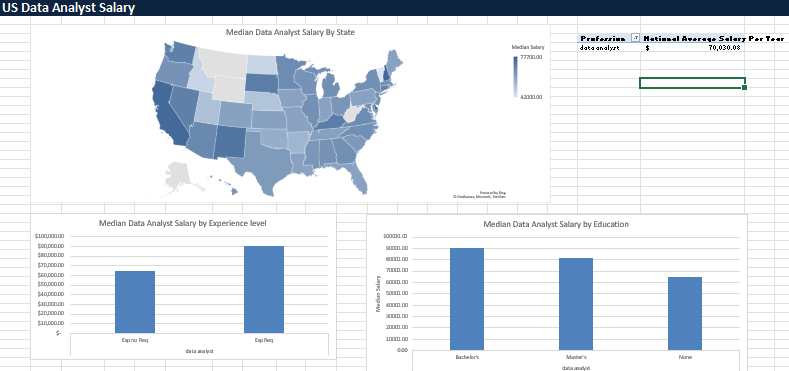 US Data Analyst Salary
Median Data Analyst Salary By State
Median Salary
77700.00
42000.00
Powered by Bing
© GeoNames, Microsoft, TomTom
Profession National Average Salary Per Year
data analyst $ 70,030.08
Median Data Analyst Salary by Experience level
$100,000.00
$90,000.00
$80,000.00
$70,000.00
$60,000.00
$50,000.00
$40,000.00
$30,000.00
$20,000.00
$10,000.00
$-
Exp no Req
Exp Req
data analyst
Median Data Analyst Salary by Education
Median Salary
100000.00
90000.00
80000.00
70000.00
60000.00
50000.00
40000.00
30000.00
20000.00
10000.00
0.00
Bachelor's
Master's
None
data analyst